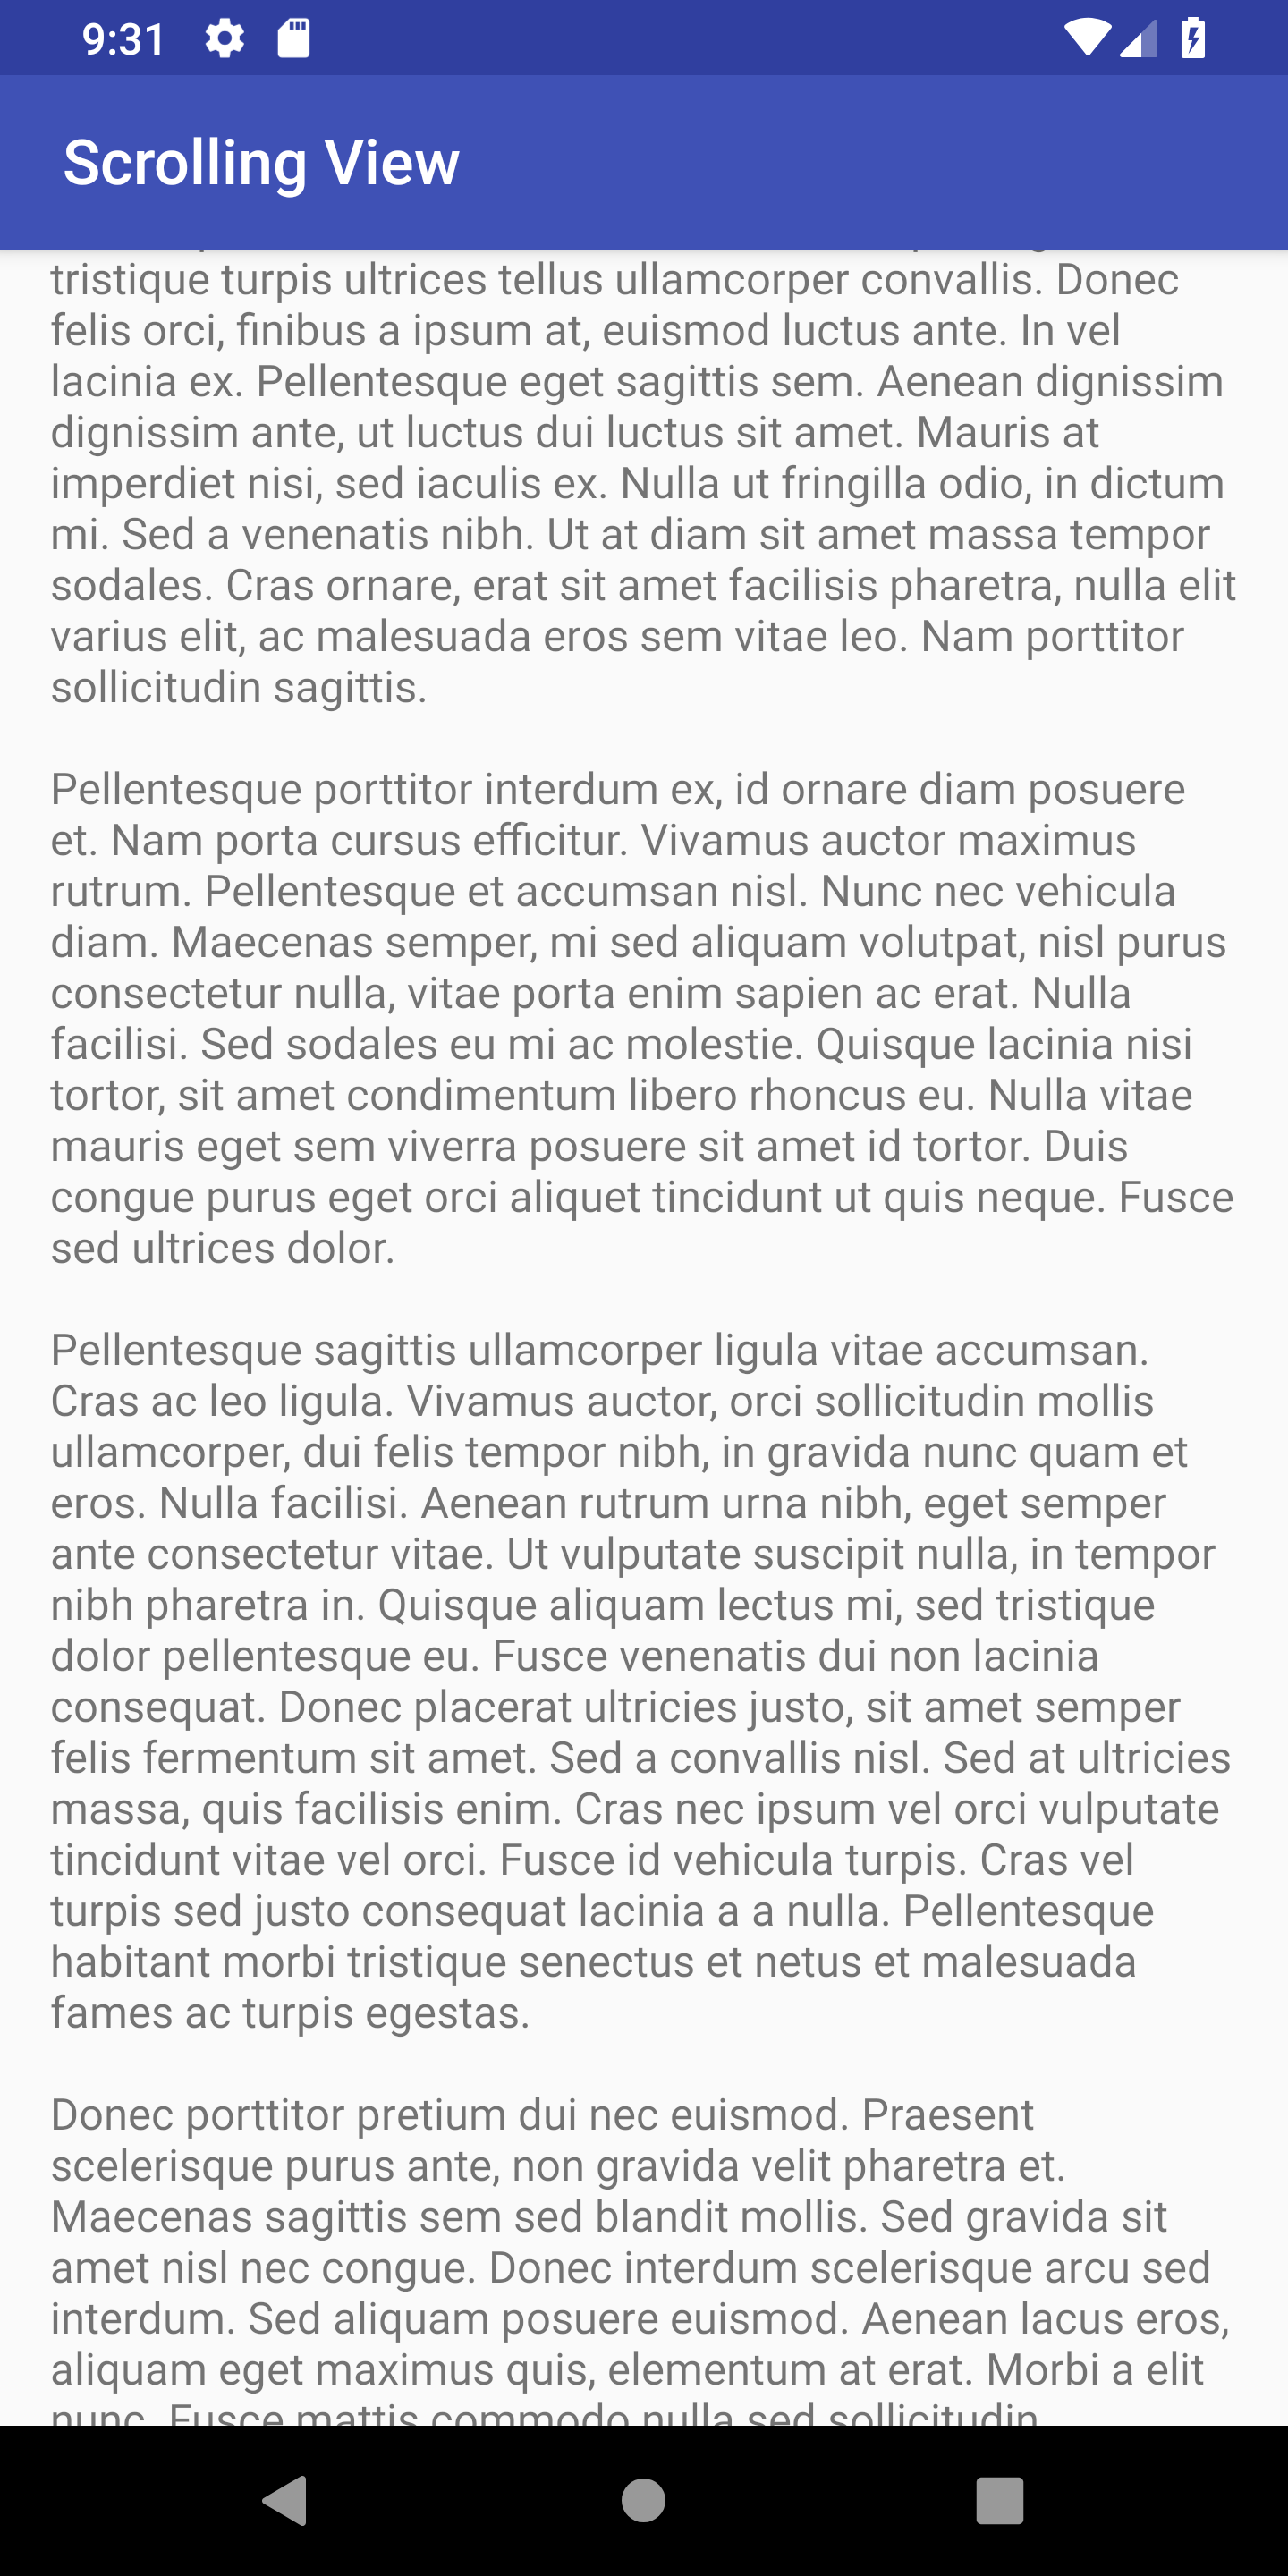 9:31
Scrolling View
tristique turpis ultrices tellus ullamcorper convallis. Donec
felis orci, finibus a ipsum at, euismod luctus ante. In vel
lacinia ex. Pellentesque eget sagittis sem. Aenean dignissim
dignissim ante, ut luctus dui luctus sit amet. Mauris at
imperdiet nisi, sed iaculis ex. Nulla ut fringilla odio, in dictum
mi. Sed a venenatis nibh. Ut at diam sit amet massa tempor
sodales. Cras ornare, erat sit amet facilisis pharetra, nulla elit
varius elit, ac malesuada eros sem vitae leo. Nam porttitor
sollicitudin sagittis.
Pellentesque porttitor interdum ex, id ornare diam posuere
et. Nam porta cursus efficitur. Vivamus auctor maximus
rutrum. Pellentesque et accumsan nisl. Nunc nec vehicula
diam. Maecenas semper, mi sed aliquam volutpat, nisl purus
consectetur nulla, vitae porta enim sapien ac erat. Nulla
facilisi. Sed sodales eu mi ac molestie. Quisque lacinia nisi
tortor, sit amet condimentum libero rhoncus eu. Nulla vitae
mauris eget sem viverra posuere sit amet id tortor. Duis
congue purus eget orci aliquet tincidunt ut quis neque. Fusce
sed ultrices dolor.
Pellentesque sagittis ullamcorper ligula vitae accumsan.
Cras ac leo ligula. Vivamus auctor, orci sollicitudin mollis
ullamcorper, dui felis tempor nibh, in gravida nunc quam et
eros. Nulla facilisi. Aenean rutrum urna nibh, eget semper
ante consectetur vitae. Ut vulputate suscipit nulla, in tempor
nibh pharetra in. Quisque aliquam lectus mi, sed tristique
dolor pellentesque eu. Fusce venenatis dui non lacinia
consequat. Donec placerat ultricies justo, sit amet semper
felis fermentum sit amet. Sed a convallis nisl. Sed at ultricies
massa, quis facilisis enim. Cras nec ipsum vel orci vulputate
tincidunt vitae vel orci. Fusce id vehicula turpis. Cras vel
turpis sed justo consequat lacinia a a nulla. Pellentesque
habitant morbi tristique senectus et netus et malesuada
fames ac turpis egestas.
Donec porttitor pretium dui nec euismod. Praesent
scelerisque purus ante, non gravida velit pharetra et.
Maecenas sagittis sem sed blandit mollis. Sed gravida sit
amet nisl nec congue. Donec interdum scelerisque arcu sed
interdum. Sed aliquam posuere euismod. Aenean lacus eros,
aliquam eget maximus quis, elementum at erat. Morbi a elit
nunc. Fusce mattis commodo nulla sed sollicitudin.